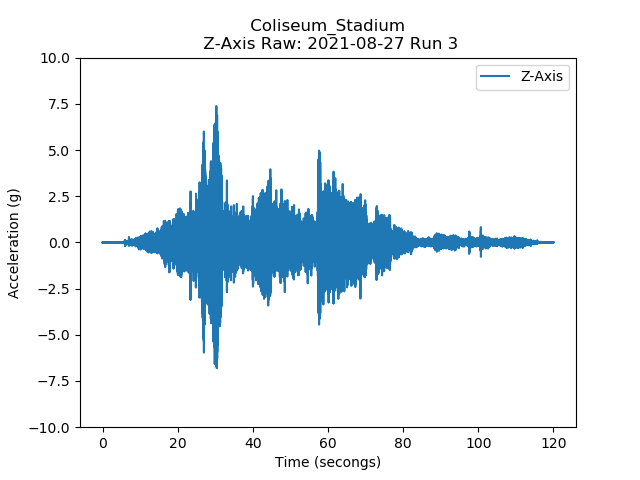 Coliseum_Stadium
Z-Axis Raw: 2021-08-27 Run 3
Z-Axis
10.0
7.5
5.0
2.5
0.0
−2.5
−5.0
−7.5
−10.0
Acceleration (g)
0 20 40 60 80 100 120
Time (secongs)